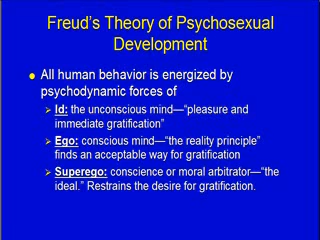 Freud's Theory of Psychosexual
Development
All human behavior is energized by
psychodynamic forces of
Id: the unconscious mind—“pleasure and
immediate gratification”
Ego: conscious mind—“the reality principle”
finds an acceptable way for gratification
Superego: conscience or moral arbitrator—“the
ideal.” Restrains the desire for gratification.